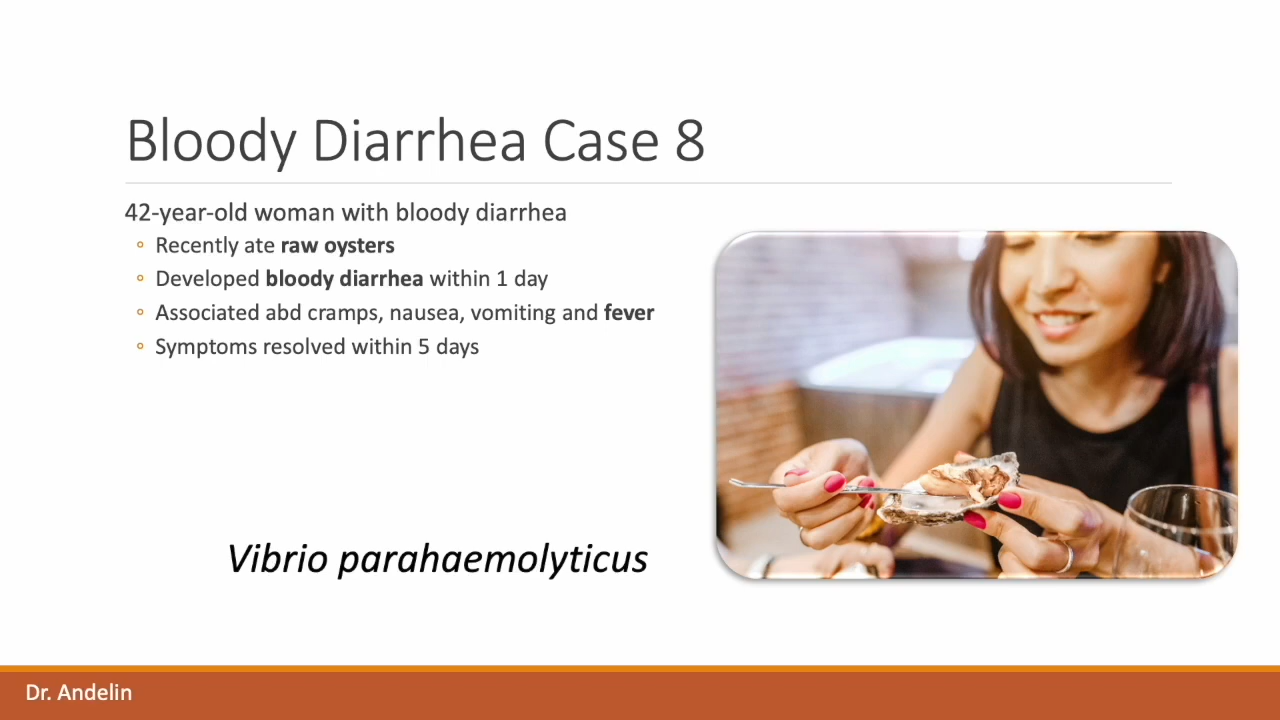 Bloody Diarrhea Case 8
42-year-old woman with bloody diarrhea
◦ Recently ate raw oysters
◦ Developed bloody diarrhea within 1 day
◦ Associated abd cramps, nausea, vomiting and fever
◦ Symptoms resolved within 5 days
Vibrio parahaemolyticus
Dr. Andelin